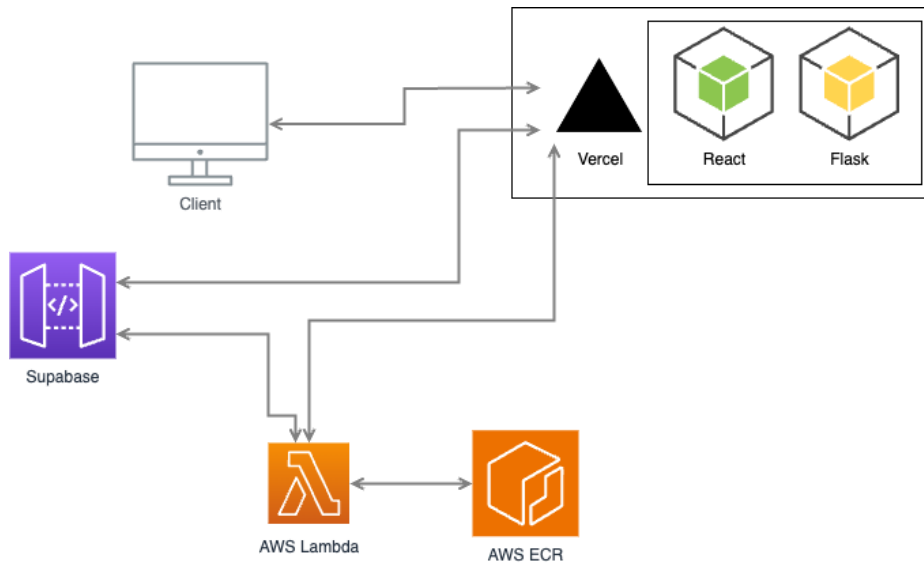 Vercel
React
Flask
Client
</>
Supabase
AWS Lambda
AWS ECR